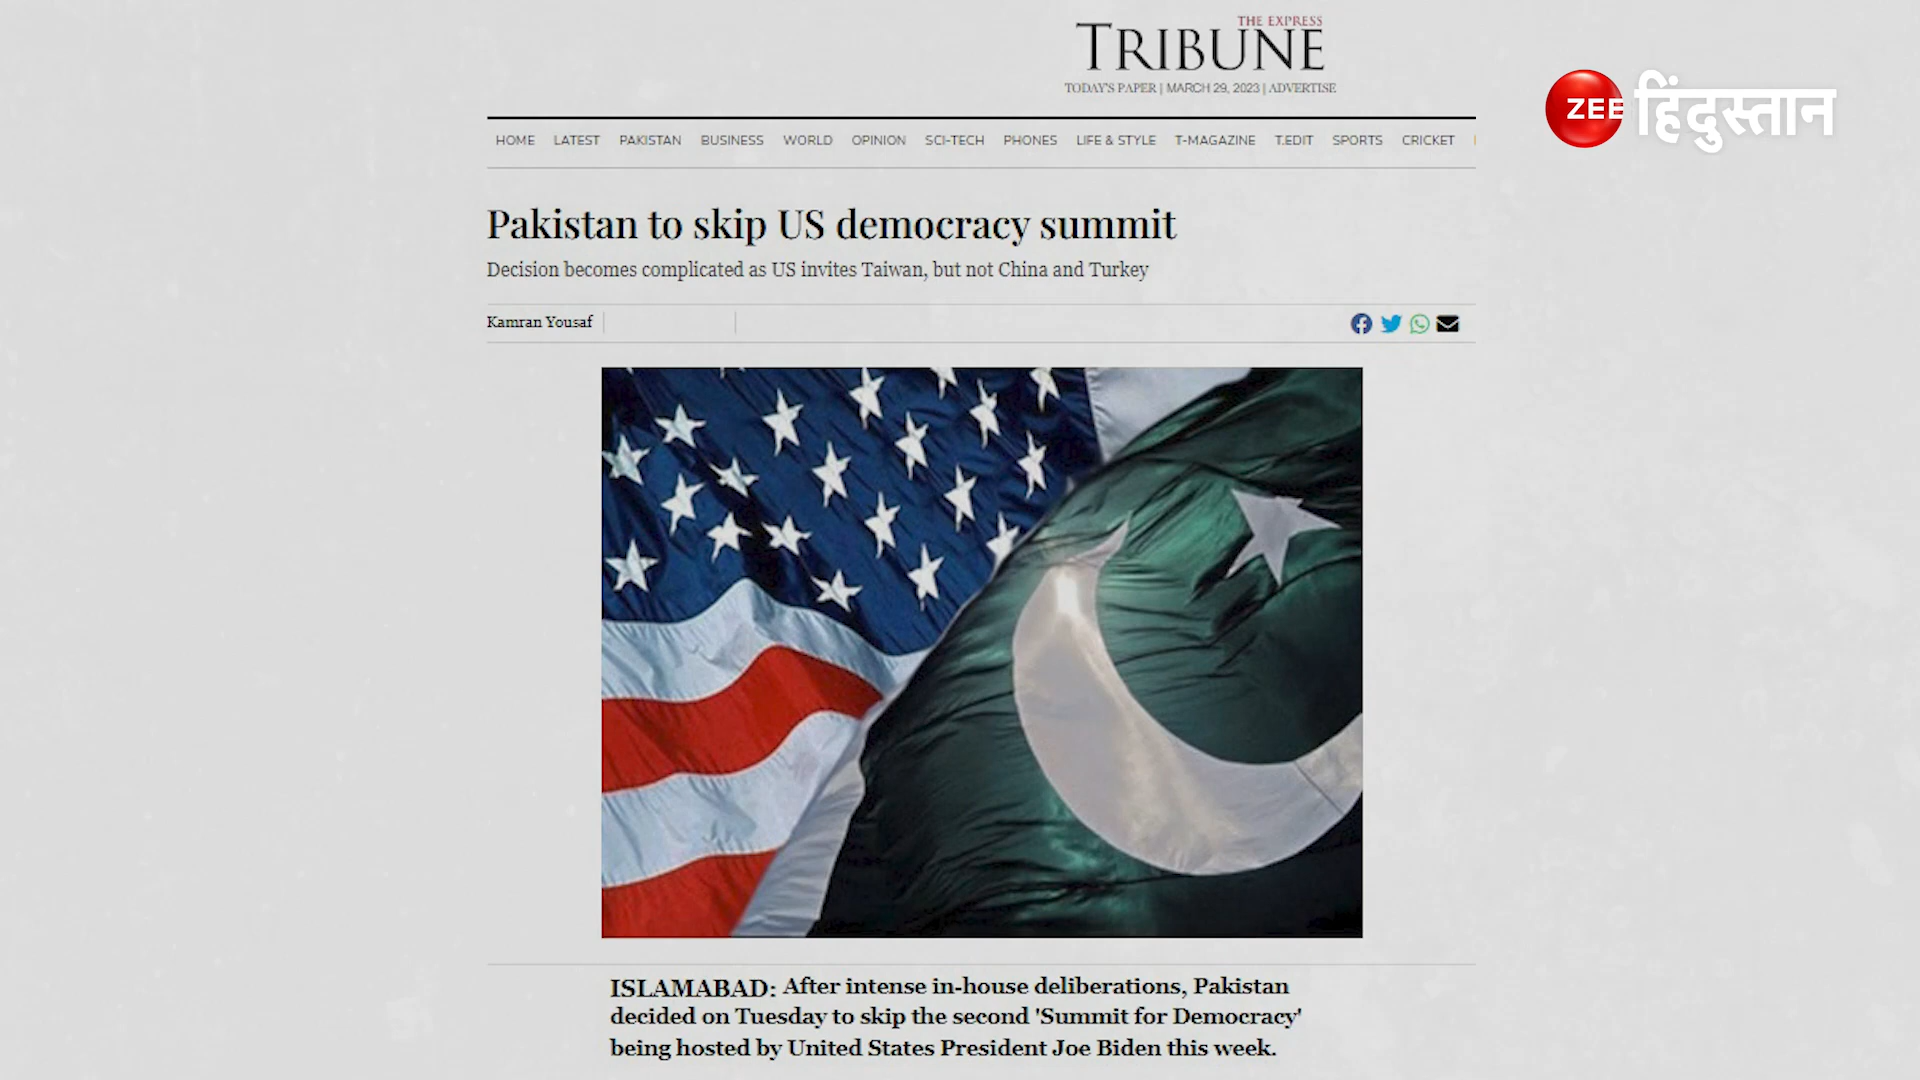 THE EXPRESS
TRIBUNE
TODAY'S PAPER | MARCH 29, 2023 | ADVERTISE
ZEE हिंदुस्तान
HOME LATEST PAKISTAN BUSINESS WORLD OPINION SCI-TECH PHONES LIFE & STYLE T-MAGAZINE T.EDIT SPORTS CRICKET
Pakistan to skip US democracy summit
Decision becomes complicated as US invites Taiwan, but not China and Turkey
Kamran Yousaf
ISLAMABAD: After intense in-house deliberations, Pakistan
decided on Tuesday to skip the second 'Summit for Democracy'
being hosted by United States President Joe Biden this week.